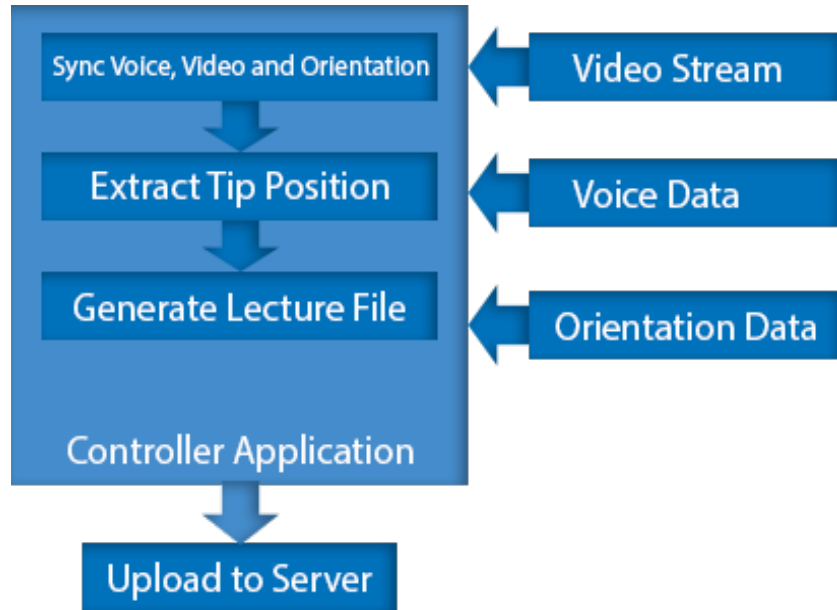 Sync Voice, Video and Orientation
Video Stream
Extract Tip Position
Voice Data
Generate Lecture File
Orientation Data
Controller Application
Upload to Server